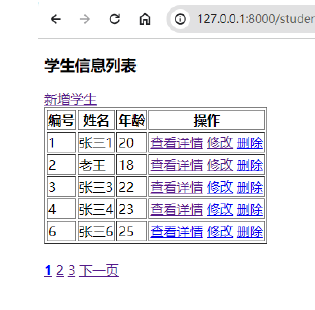 127.0.0.1:8000/studen
学生信息列表
新增学生
编号 姓名 年龄 操作
1 张三1 20 查看详情 修改 删除
2 老王 18 查看详情 修改 删除
3 张三3 22 查看详情 修改 删除
4 张三4 23 查看详情 修改 删除
6 张三6 25 查看详情 修改 删除
1 2 3 下一页